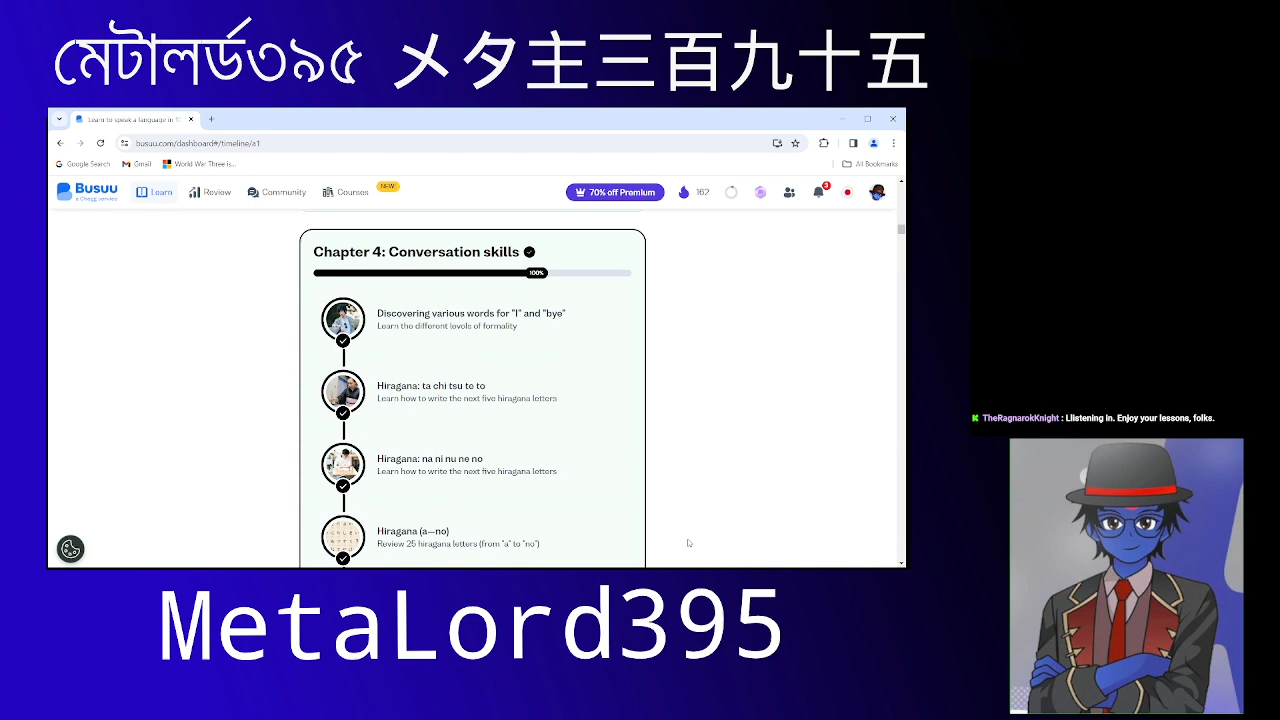 মেটালর্ড৩৯৫ メタ主三百九十五
Learn to speak a language in 1
busuu.com/dashboard#/timeline/a1
Google Search Gmail World War Three is... All Bookmarks
Busuu
a Chegg service
Learn Review Community Courses NEW! 70% off Premium 162 3
Chapter 4: Conversation skills
100%
Discovering various words for "I" and "bye"
Learn the different levels of formality
Hiragana: ta chi tsu te to
Learn how to write the next five hiragana letters
Hiragana: na ni nu ne no
Learn how to write the next five hiragana letters
Hiragana (a—no)
Review 25 hiragana letters (from "a" to "no")
TheRagnarokKnight : LIistening in. Enjoy your lessons, folks.
MetaLord395